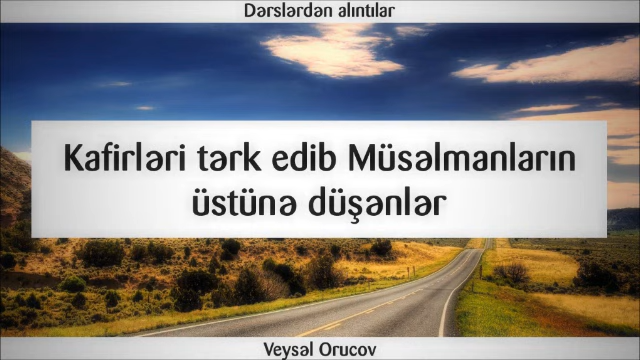 Dərslərdən alıntılar
Kafirləri tərk edib Müsəlmanların
üstünə düşənlər
Veysəl Orucov